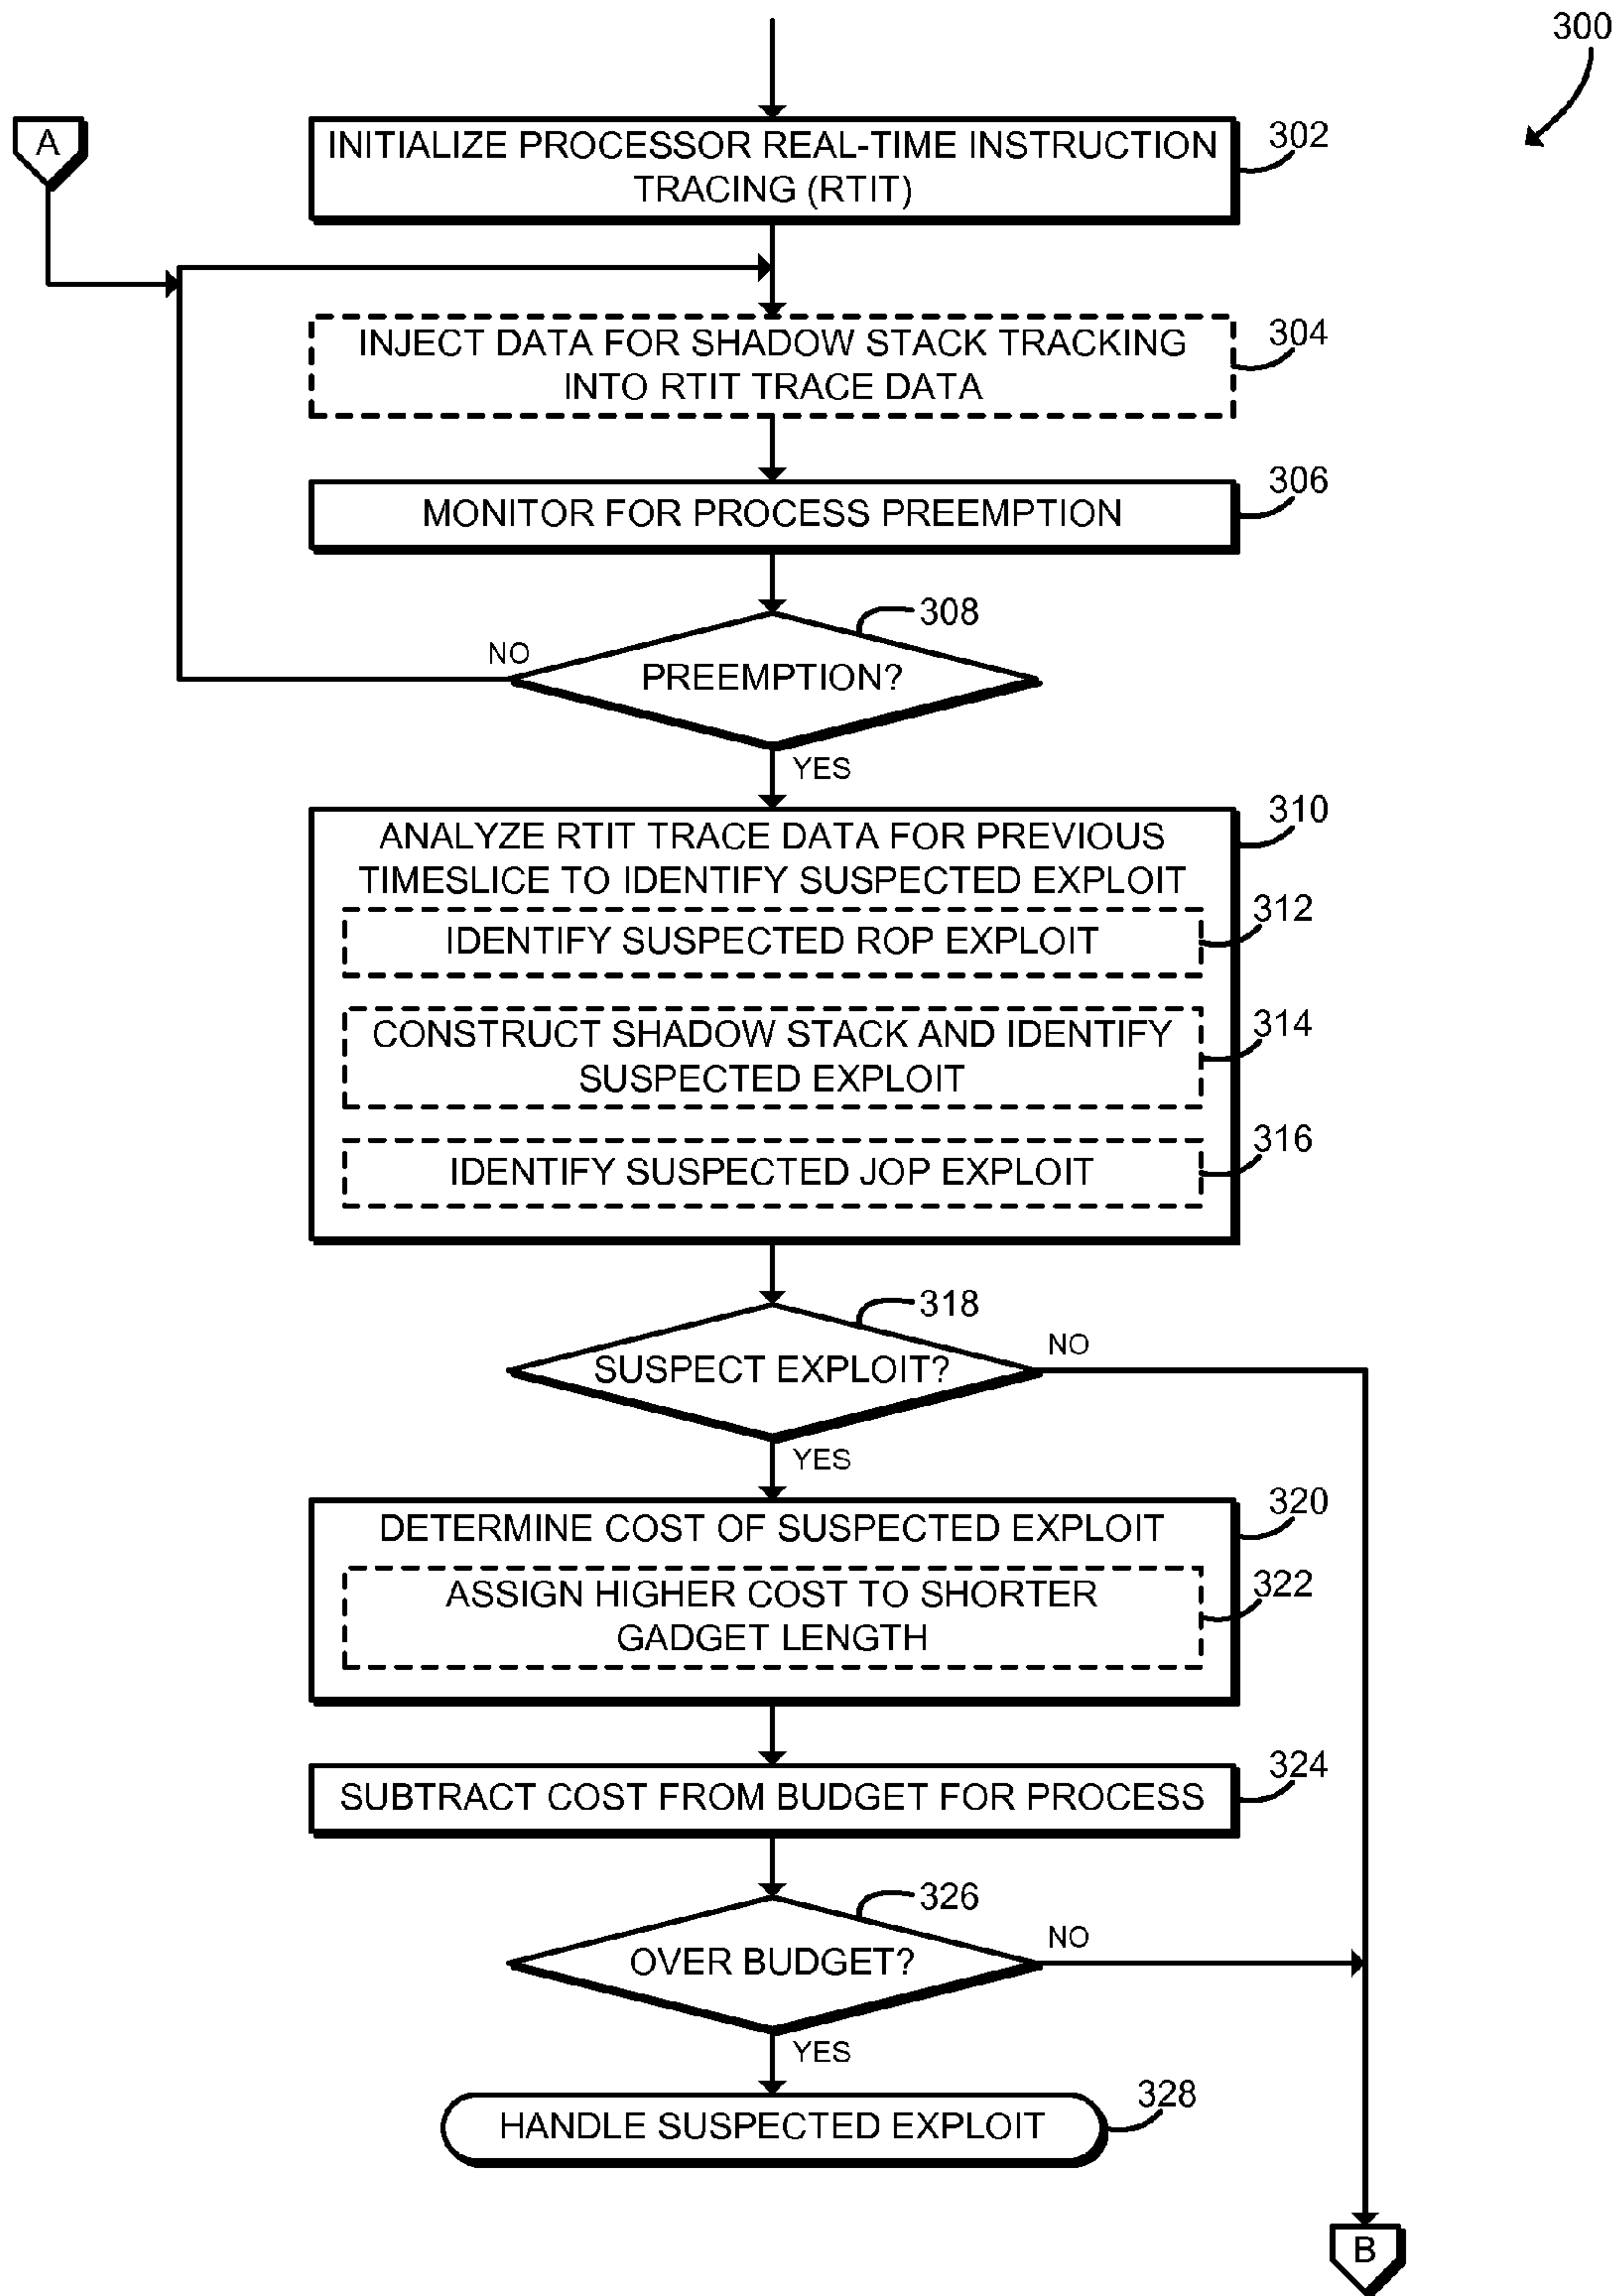 300
A
INITIALIZE PROCESSOR REAL-TIME INSTRUCTION
TRACING (RTIT)
302
INJECT DATA FOR SHADOW STACK TRACKING
INTO RTIT TRACE DATA
304
MONITOR FOR PROCESS PREEMPTION
306
308
NO
PREEMPTION?
YES
ANALYZE RTIT TRACE DATA FOR PREVIOUS
TIMESLICE TO IDENTIFY SUSPECTED EXPLOIT
310
IDENTIFY SUSPECTED ROP EXPLOIT
312
CONSTRUCT SHADOW STACK AND IDENTIFY
SUSPECTED EXPLOIT
314
IDENTIFY SUSPECTED JOP EXPLOIT
316
318
SUSPECT EXPLOIT?
NO
YES
DETERMINE COST OF SUSPECTED EXPLOIT
320
ASSIGN HIGHER COST TO SHORTER
GADGET LENGTH
322
SUBTRACT COST FROM BUDGET FOR PROCESS
324
326
OVER BUDGET?
NO
YES
HANDLE SUSPECTED EXPLOIT
328
B